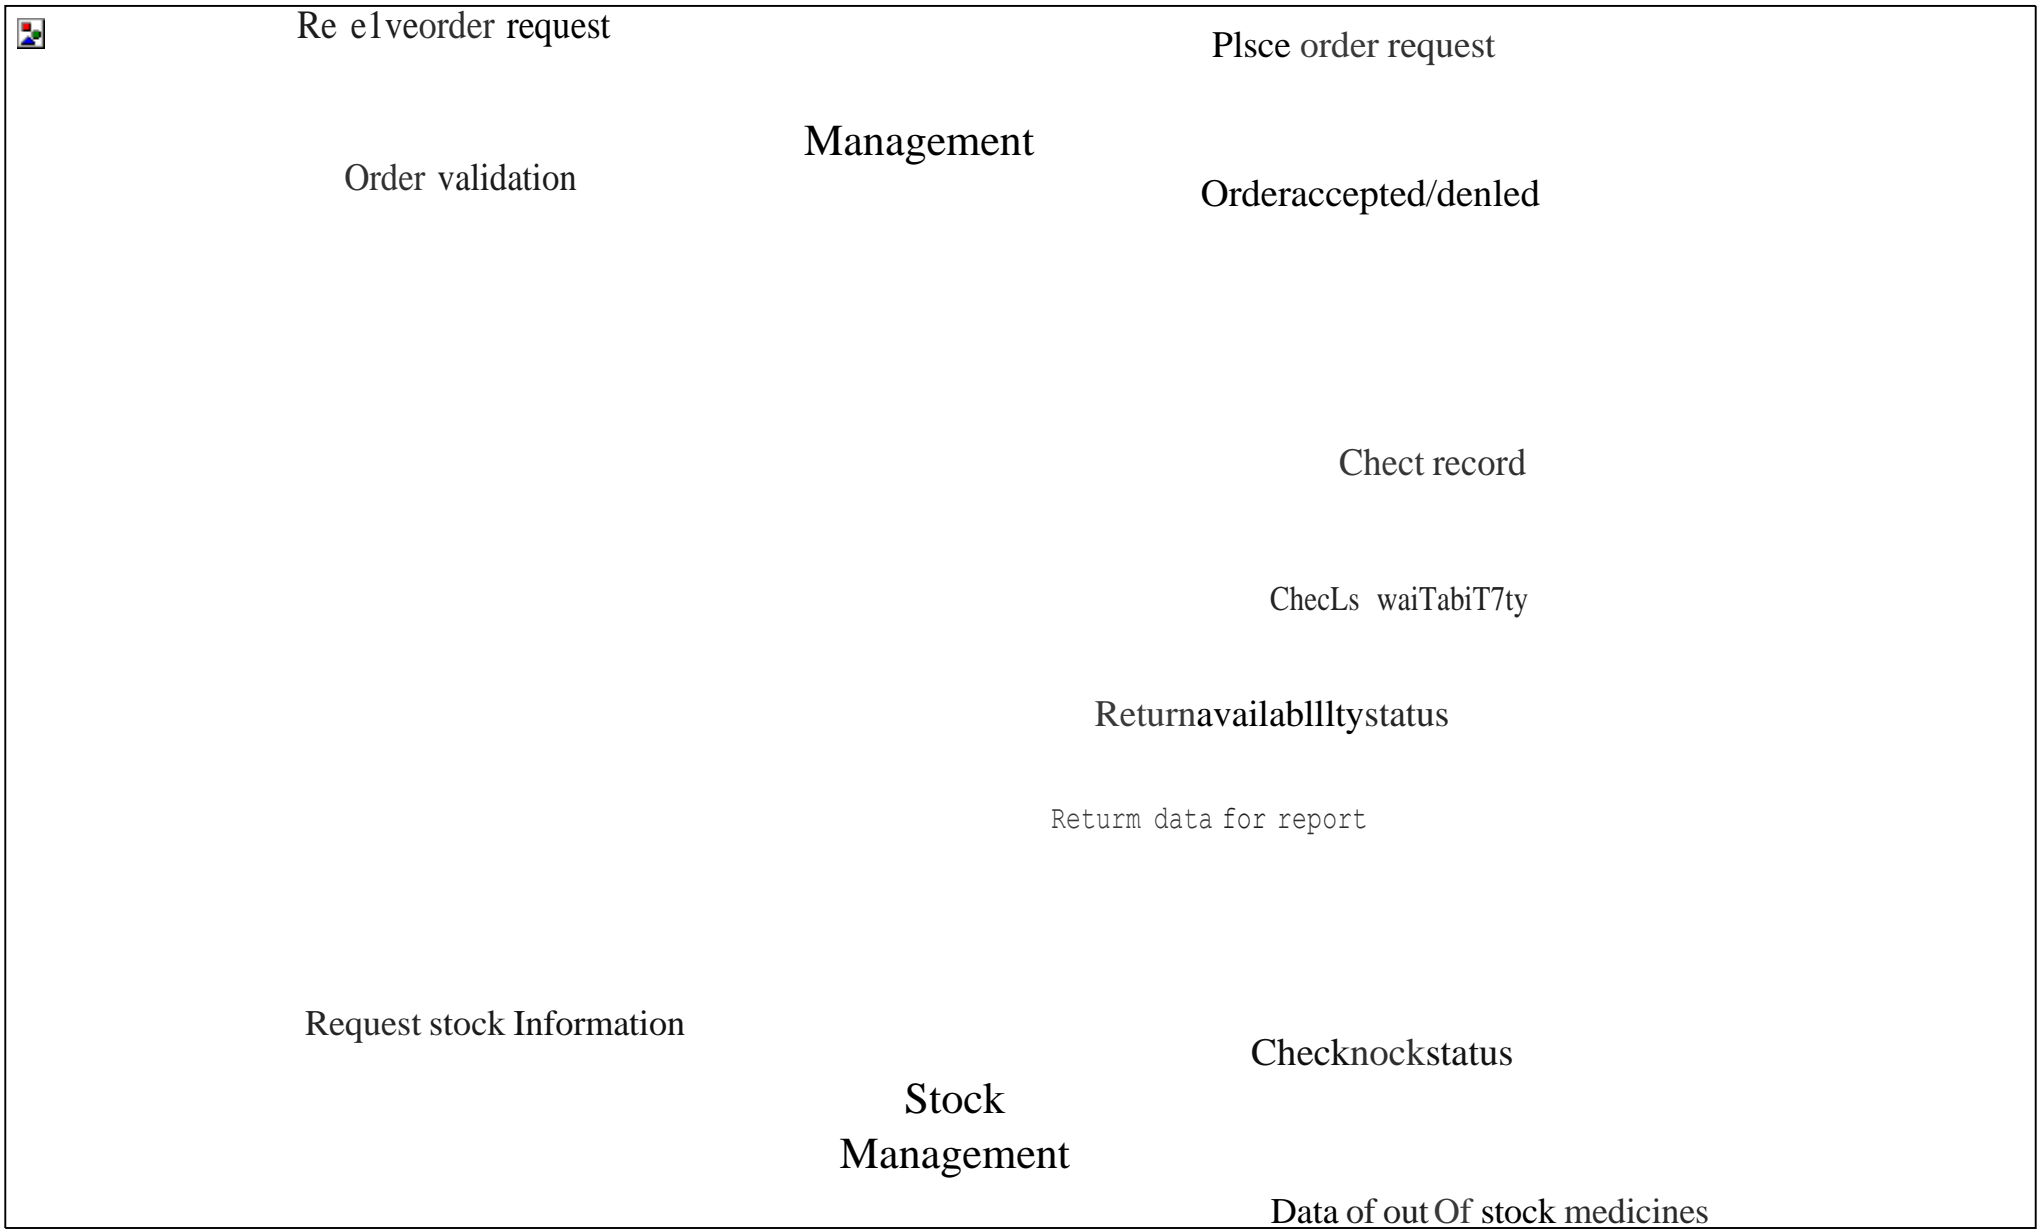 Re e1veorder request
Plsce order request
Management
Order validation
Orderaccepted/denled
Chect record
ChecLs waiTabiT7ty
Returnavailabllltystatus
Returm data for report
Request stock Information
Checknockstatus
Stock
Management
Data of out Of stock medicines